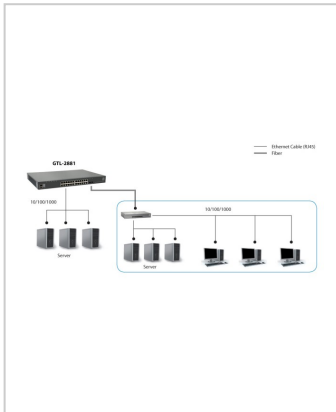 Ethernet Cable (RJ45)
Fiber
GTL-2881
10/100/1000
10/100/1000
Server
Server